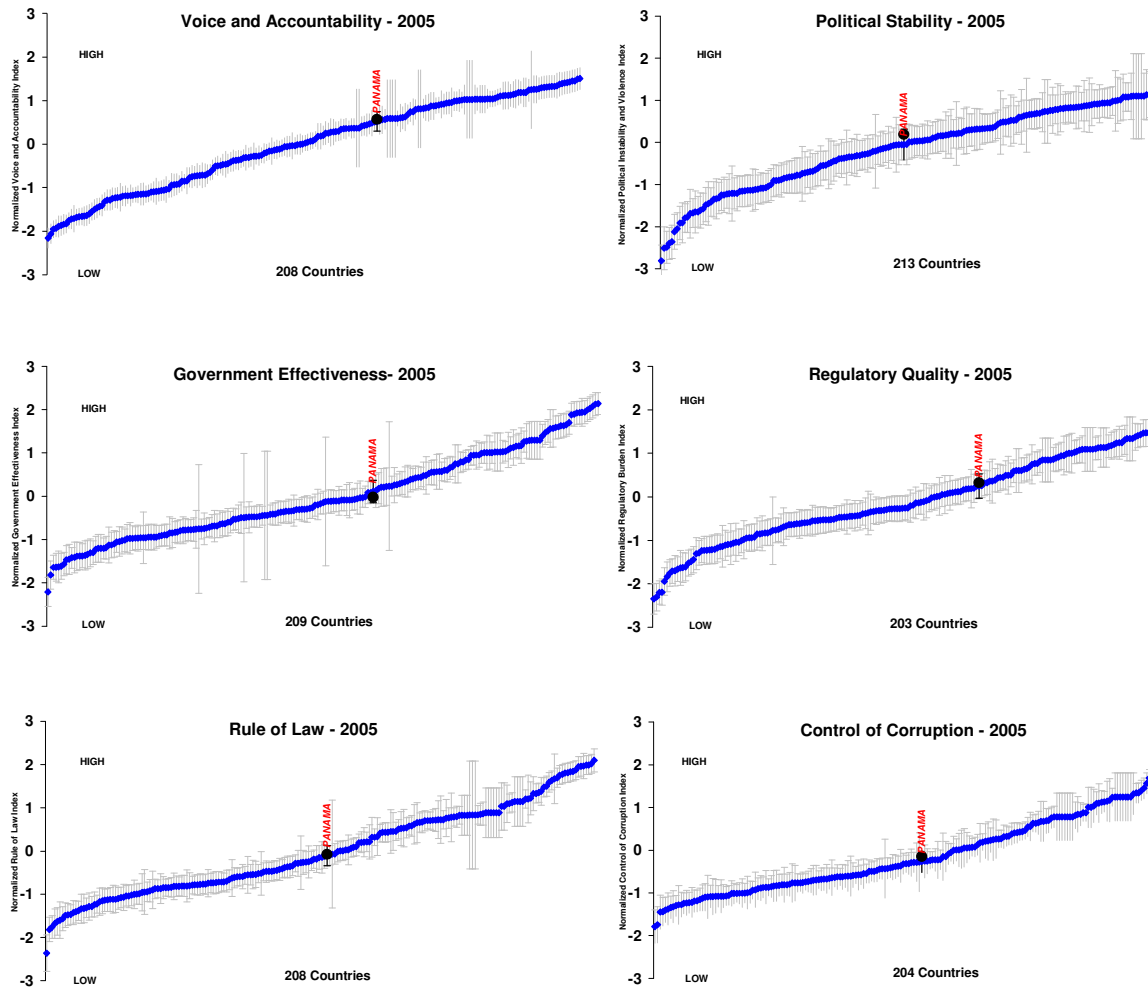 Voice and Accountability - 2005
3
2
1
0
-1
-2
-3
Normalized Voice and Accountability Index
HIGH
PANAMA
LOW
208 Countries
Political Stability - 2005
3
2
1
0
-1
-2
-3
Normalized Political Instability and Violence Index
HIGH
PANAMA
LOW
213 Countries
Government Effectiveness- 2005
3
2
1
0
-1
-2
-3
Normalized Government Effectiveness Index
HIGH
PANAMA
LOW
209 Countries
Regulatory Quality - 2005
3
2
1
0
-1
-2
-3
Normalized Regulatory Burden Index
HIGH
PANAMA
LOW
203 Countries
Rule of Law - 2005
3
2
1
0
-1
-2
-3
Normalized Rule of Law Index
HIGH
PANAMA
LOW
208 Countries
Control of Corruption - 2005
3
2
1
0
-1
-2
-3
Normalized Control of Corruption Index
HIGH
PANAMA
LOW
204 Countries